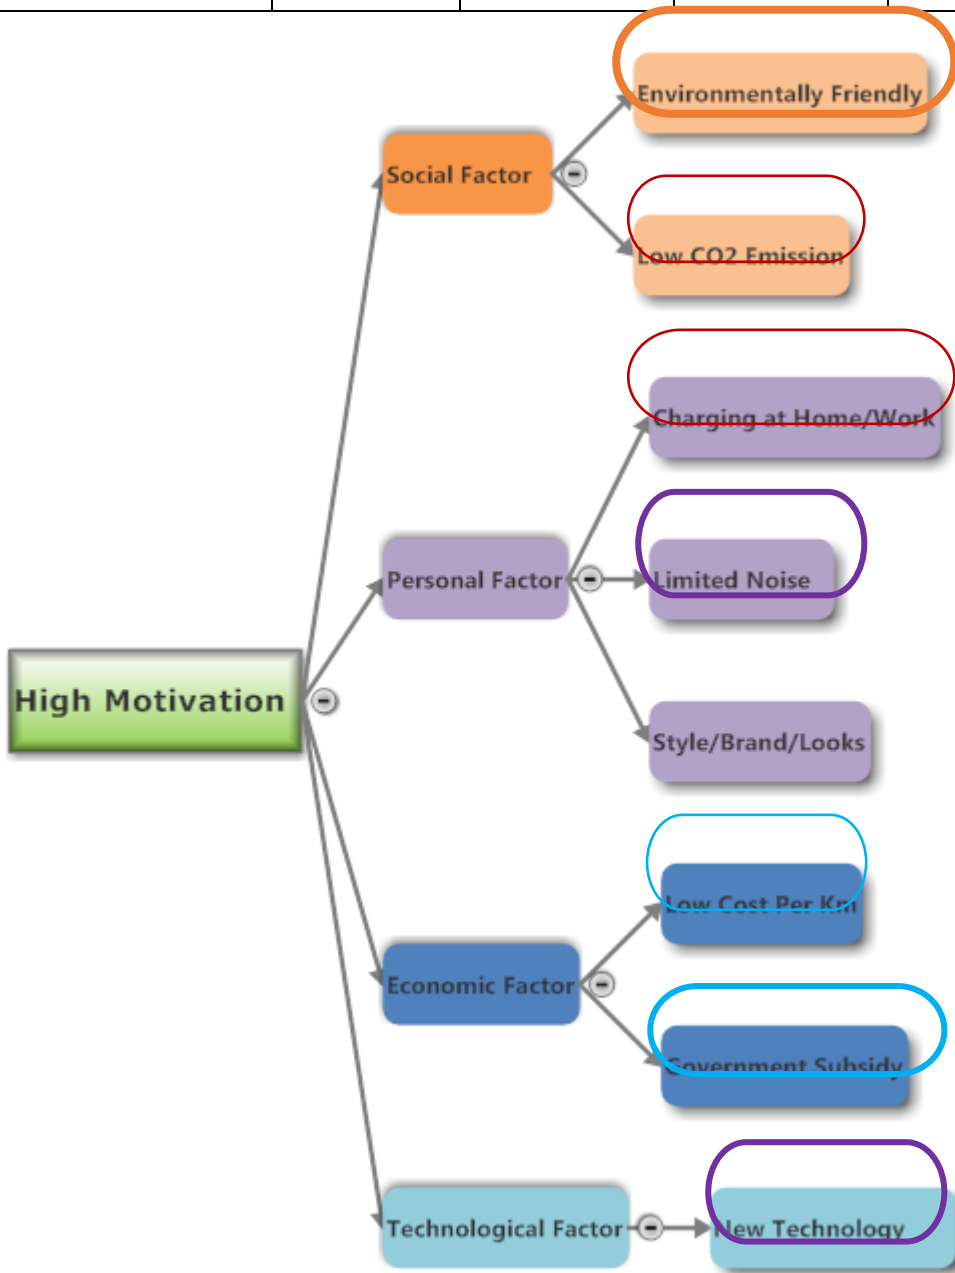 Environmentally Friendly
Social Factor
Low CO2 Emission
Charging at Home/Work
Personal Factor
Limited Noise
High Motivation
Style/Brand/Looks
Low Cost Per Km
Economic Factor
Government Subsidy
Technological Factor
New Technology